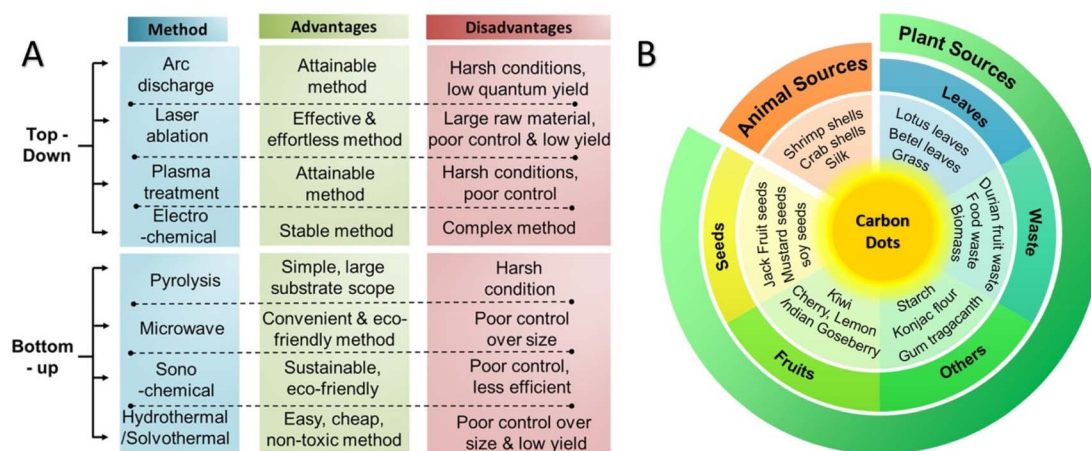 A
Method
Advantages
Disadvantages
Top -
Down
Arc
discharge
Attainable
method
Harsh conditions,
low quantum yield
Laser
ablation
Effective &
effortless method
Large raw material,
poor control & low yield
Plasma
treatment
Attainable
method
Harsh conditions,
poor control
Electro
-chemical
Stable method
Complex method
Bottom
- up
Pyrolysis
Simple, large
substrate scope
Harsh
condition
Microwave
Convenient & eco-
friendly method
Poor control
over size
Sono
-chemical
Sustainable,
eco-friendly
Poor control,
less efficient
Hydrothermal
/Solvothermal
Easy, cheap,
non-toxic method
Poor control over
size & low yield
B
Animal Sources
Shrimp shells
Crab shells
Silk
Plant Sources
Leaves
Lotus leaves
Betel leaves
Grass
Waste
Durian fruit waste
Food waste
Biomass
Others
Starch
Konjac flour
Gum tragacanth
Fruits
Kiwi
Cherry, Lemon
Indian Goseberry
Seeds
Jack Fruit seeds
Mustard seeds
soy seeds
Carbon
Dots